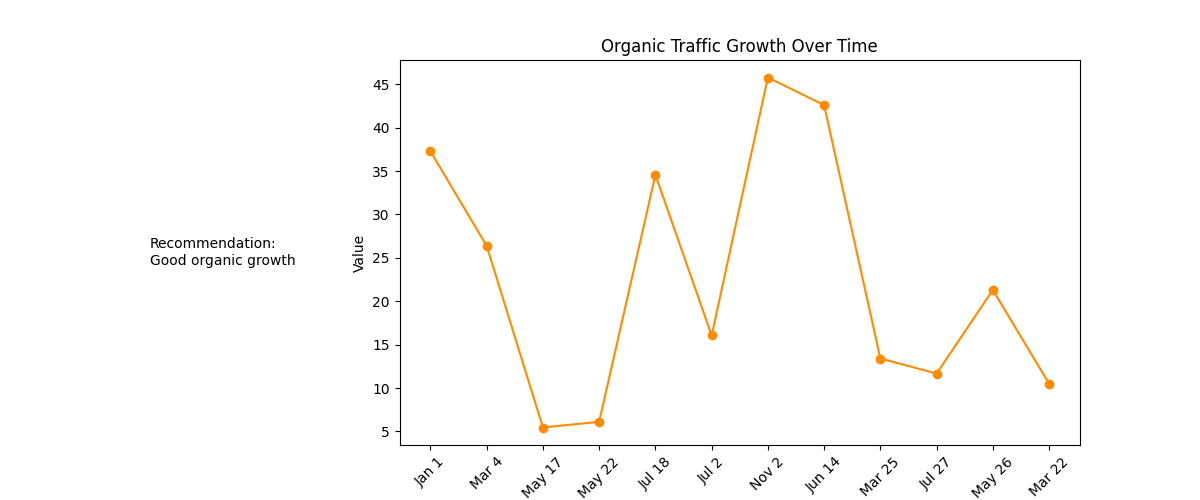 Organic Traffic Growth Over Time
Recommendation:
Good organic growth
Value
45
40
35
30
25
20
15
10
5
Jan 1
Mar 4
May 17
May 22
Jul 18
Jul 2
Nov 2
Jun 14
Mar 25
Jul 27
May 26
Mar 22